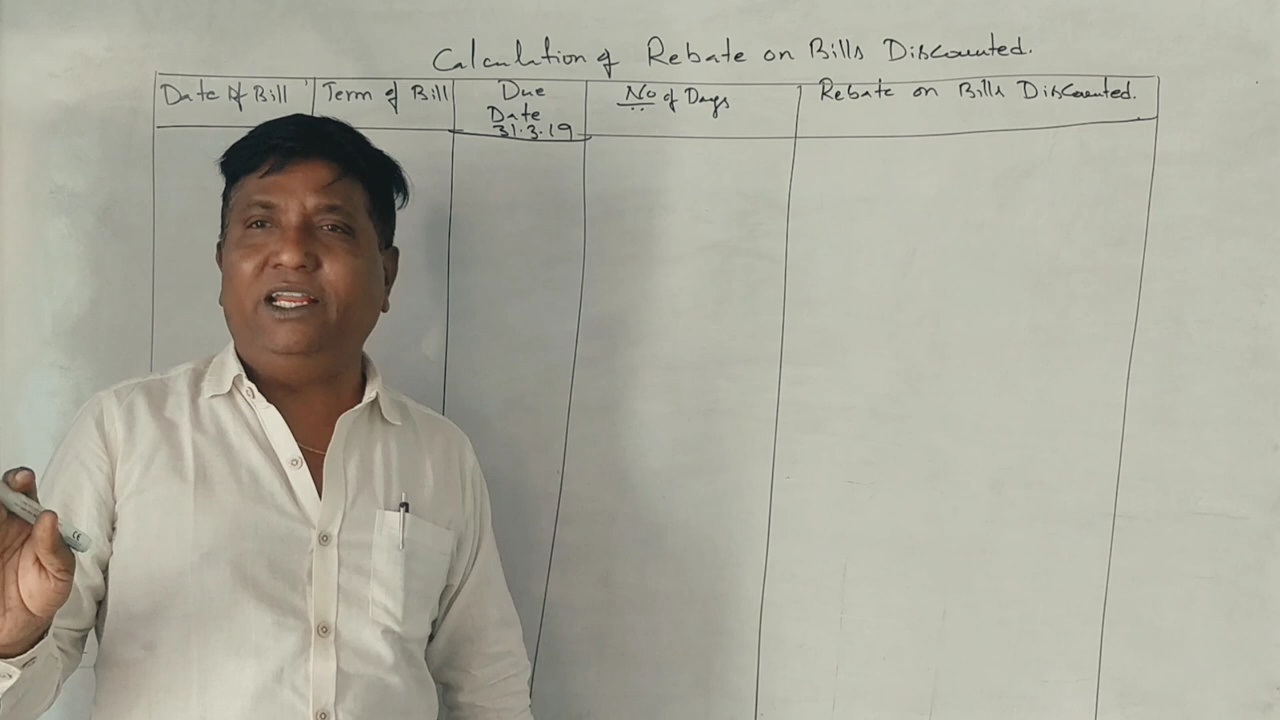 Calculation of Rebate on Bills Discounted.
Date of Bill
Term of Bill
Due
Date
31.3.19
No of Days
Rebate on Bills Discounted.